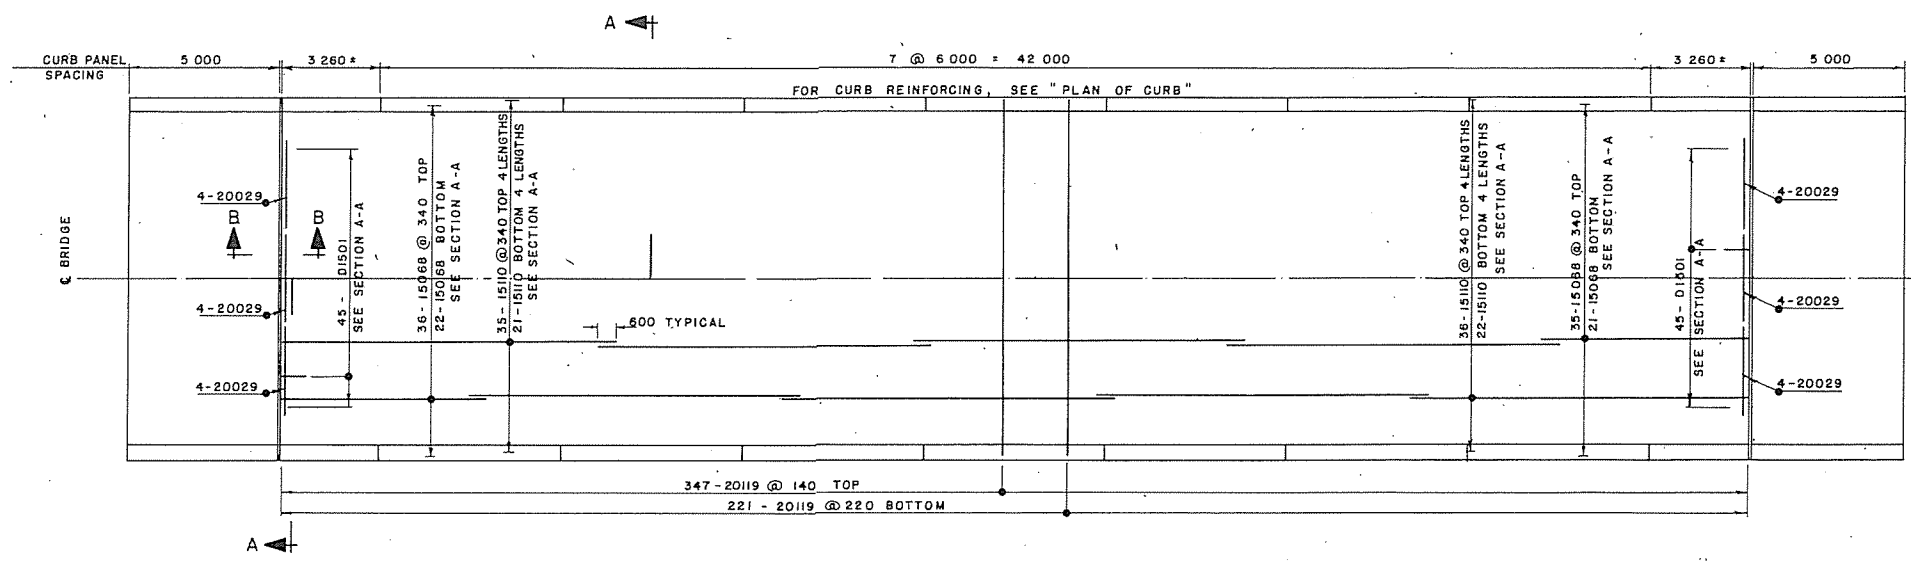 A
CURB PANEL
SPACING
5 000
3 260 ±
7 @ 6 000 = 42 000
3 260 ±
5 000
FOR CURB REINFORCING, SEE "PLAN OF CURB"
℄ BRIDGE
4-20029
B
B
4-20029
4-20029
45 - D1501
SEE SECTION A-A
36-15068 @ 340 TOP
22-15068 BOTTOM
SEE SECTION A-A
35-15110 @ 340 TOP 4 LENGTHS
21-15110 BOTTOM 4 LENGTHS
SEE SECTION A-A
600 TYPICAL
36-15110 @ 340 TOP 4 LENGTHS
22-15110 BOTTOM 4 LENGTHS
SEE SECTION A-A
35-15068 @ 340 TOP
21-15068 BOTTOM
SEE SECTION A-A
45-
SEE SECTION A-A
4-20029
4-20029
4-20029
347-20119 @ 140 TOP
221 - 20119 @ 220 BOTTOM
A